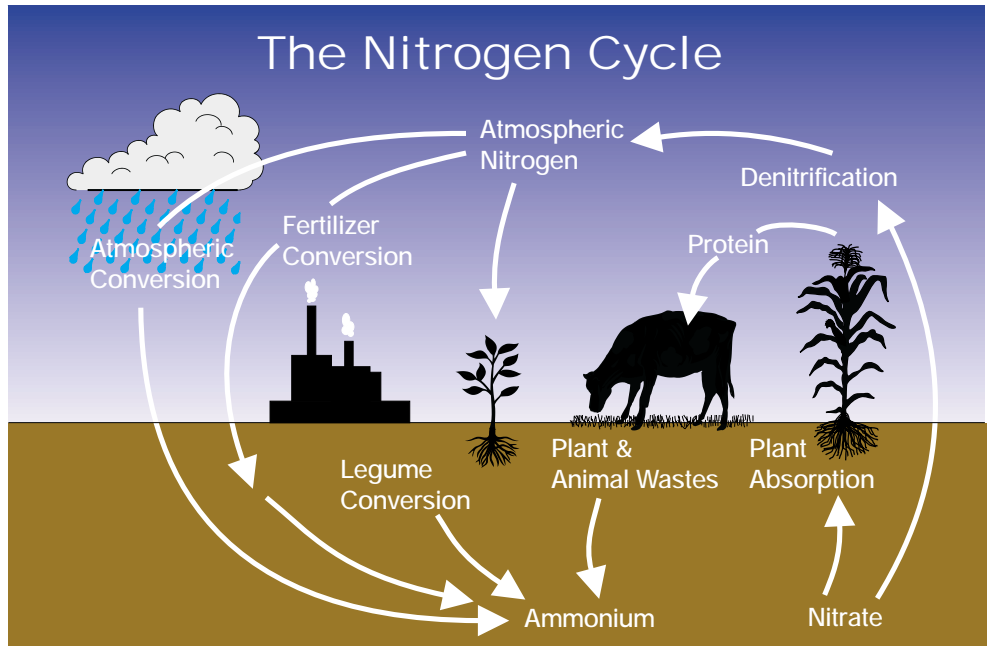 The Nitrogen Cycle
Atmospheric
Nitrogen
Denitrification
Fertilizer
Conversion
Protein
Atmospheric
Conversion
Legume
Conversion
Plant &
Animal Wastes
Plant
Absorption
Ammonium
Nitrate